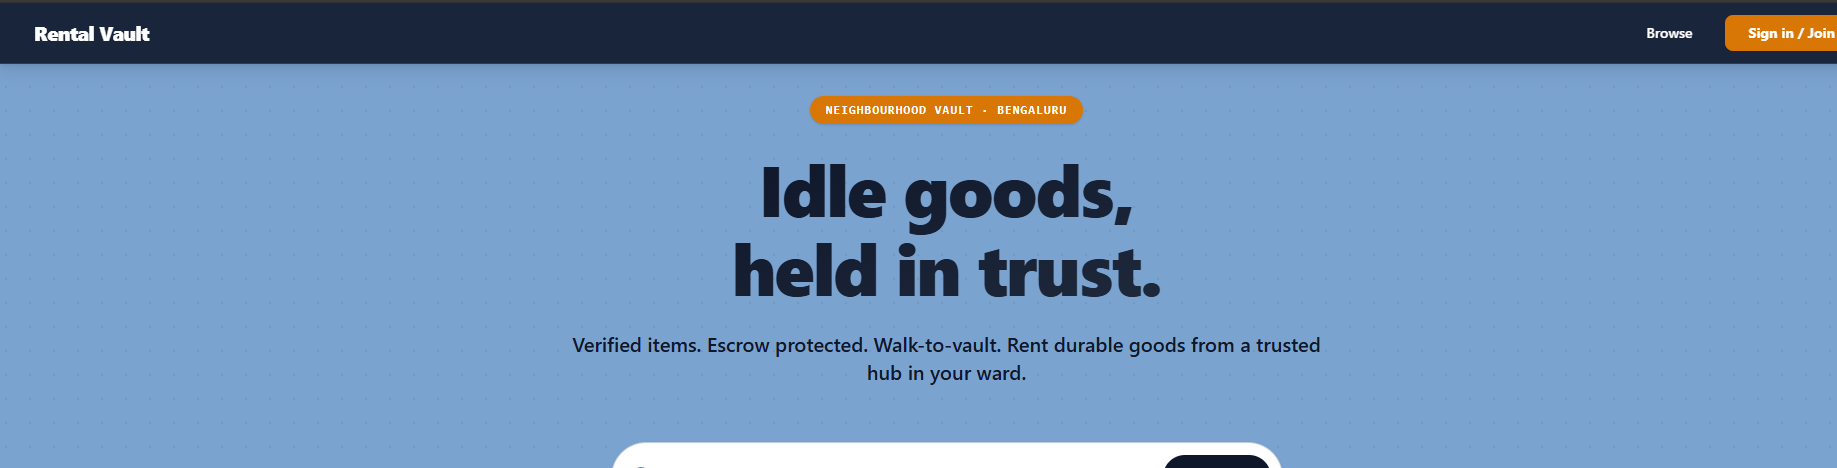 Rental Vault
Browse
Sign in / Join
NEIGHBOURHOOD VAULT · BENGALURU
Idle goods,
held in trust.
Verified items. Escrow protected. Walk-to-vault. Rent durable goods from a trusted
hub in your ward.